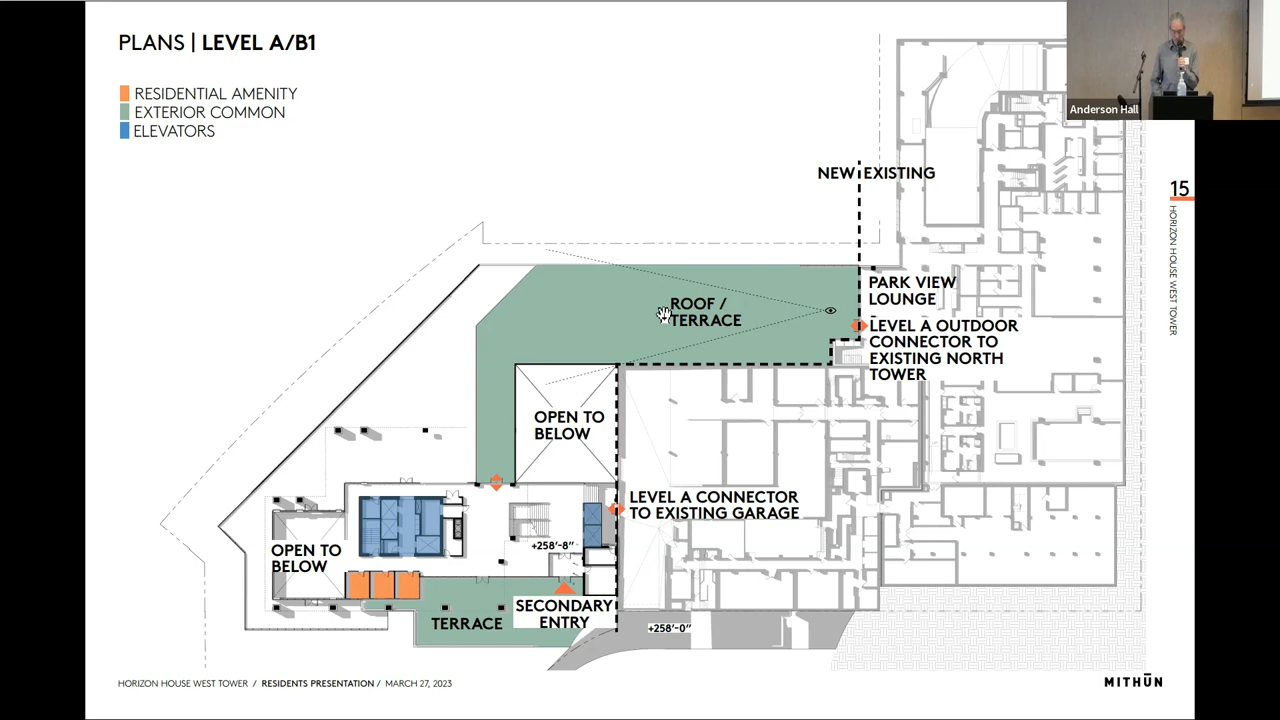 PLANS | LEVEL A/B1
RESIDENTIAL AMENITY
EXTERIOR COMMON
ELEVATORS
Anderson Hall
NEW EXISTING
15
HORIZON HOUSE WEST TOWER
ROOF /
TERRACE
PARK VIEW
LOUNGE
LEVEL A OUTDOOR
CONNECTOR TO
EXISTING NORTH
TOWER
OPEN TO
BELOW
LEVEL A CONNECTOR
TO EXISTING GARAGE
+258'-8"
OPEN TO
BELOW
SECONDARY
ENTRY
TERRACE
+258'-0"
HORIZON HOUSE WEST TOWER / RESIDENTS PRESENTATION / MARCH 27, 2023
MITHŪN